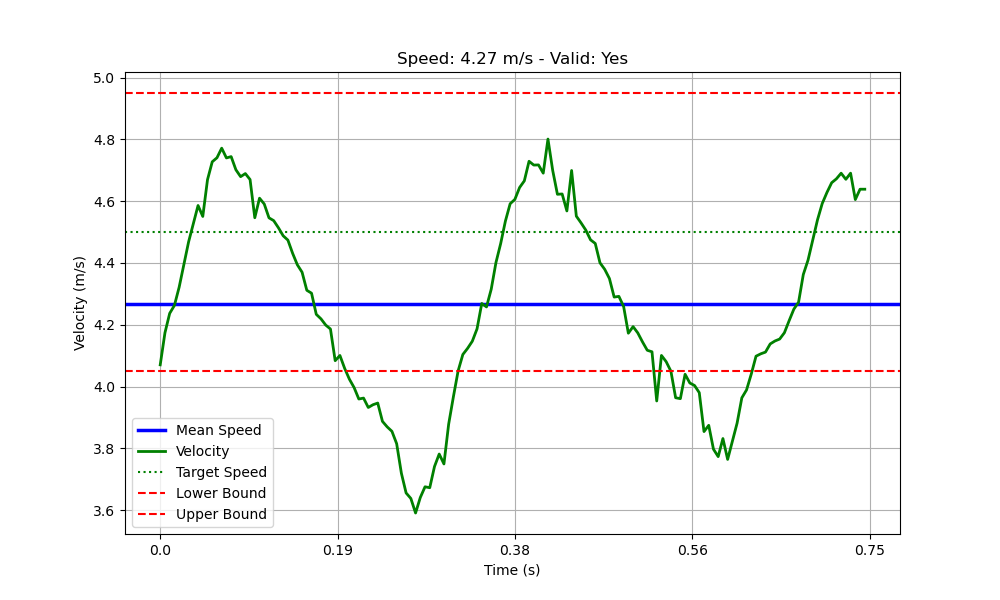 Speed: 4.27 m/s - Valid: Yes
Velocity (m/s)
5.0
4.8
4.6
4.4
4.2
4.0
3.8
3.6
Mean Speed
Velocity
Target Speed
Lower Bound
Upper Bound
0.0 0.19 0.38 0.56 0.75
Time (s)